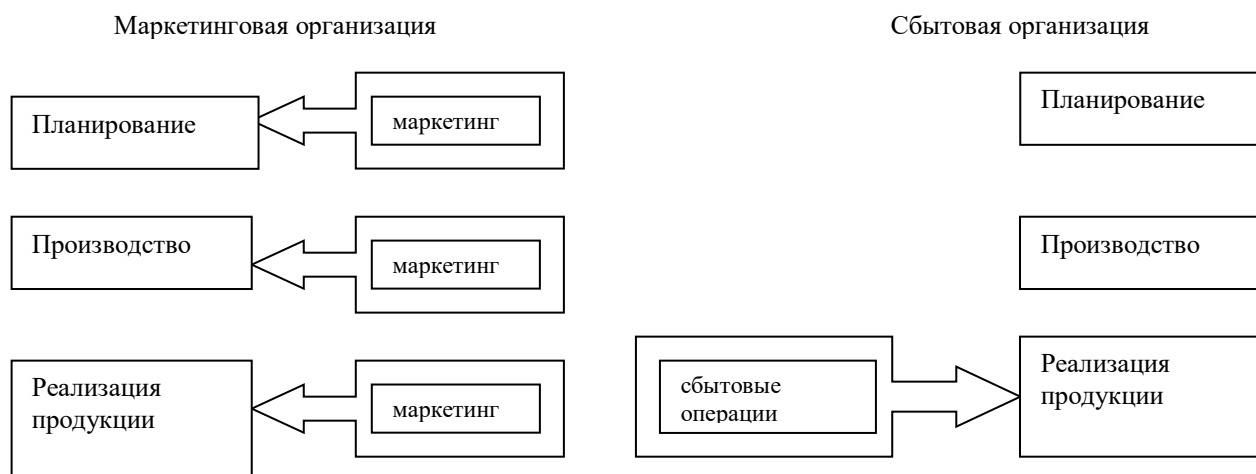 Маркетинговая организация
Сбытовая организация
Планирование
маркетинг
Планирование
Производство
маркетинг
Производство
Реализация
продукции
маркетинг
сбытовые
операции
Реализация
продукции